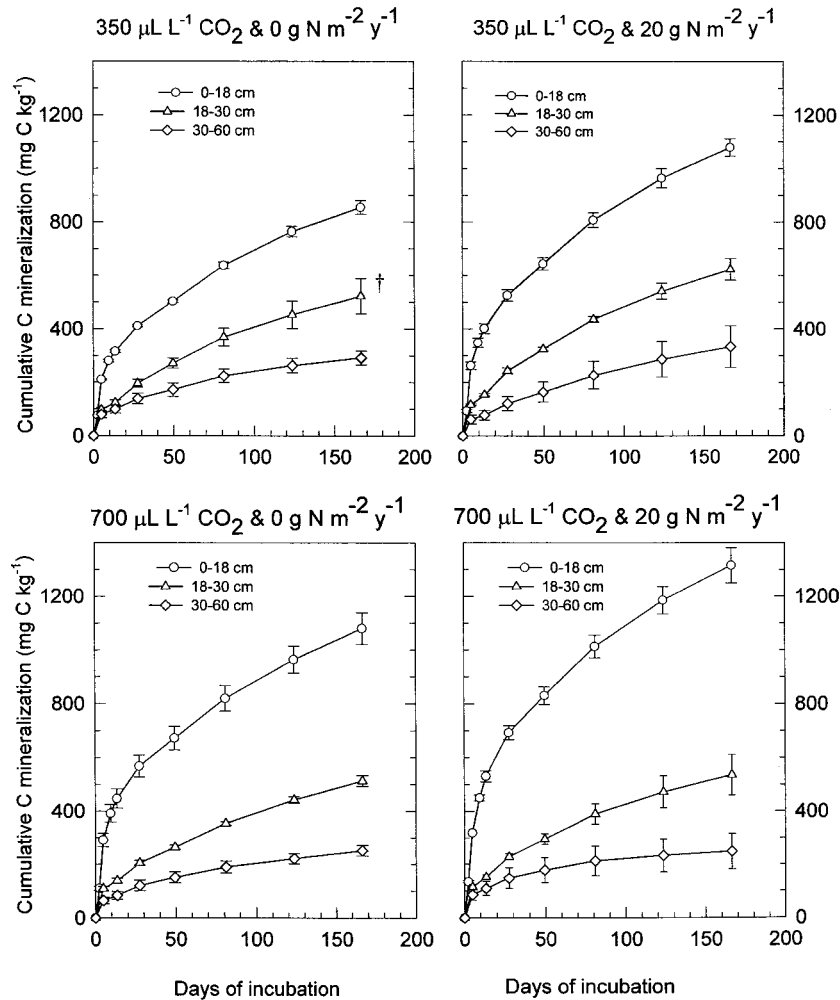 350 μL L⁻¹ CO₂ & 0 g N m⁻² y⁻¹
350 μL L⁻¹ CO₂ & 20 g N m⁻² y⁻¹
Cumulative C mineralization (mg C kg⁻¹)
0-18 cm
18-30 cm
30-60 cm
†
1200
800
400
0
0 50 100 150 200
0-18 cm
18-30 cm
30-60 cm
1200
800
400
0
0 50 100 150 200
700 μL L⁻¹ CO₂ & 0 g N m⁻² y⁻¹
700 μL L⁻¹ CO₂ & 20 g N m⁻² y⁻¹
Cumulative C mineralization (mg C kg⁻¹)
0-18 cm
18-30 cm
30-60 cm
1200
800
400
0
0 50 100 150 200
0-18 cm
18-30 cm
30-60 cm
1200
800
400
0
0 50 100 150 200
Days of incubation
Days of incubation